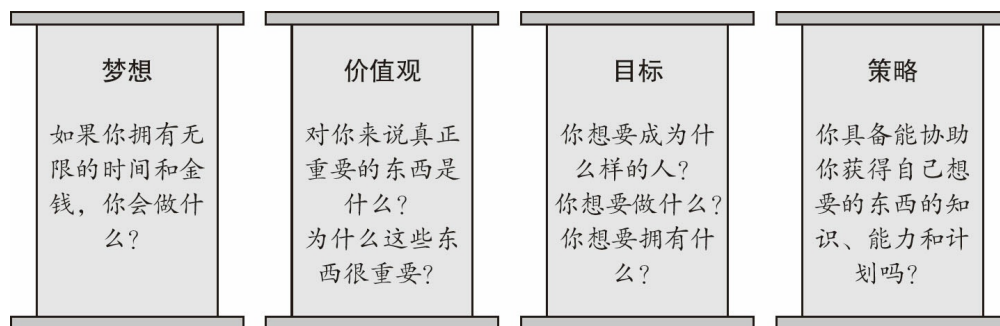 梦想
如果你拥有无
限的时间和金
钱，你会做什
么？
价值观
对你来说真正
重要的东西是
什么？
为什么这些东
西很重要？
目标
你想要成为什
么样的人？
你想要做什么？
你想要拥有什
么？
策略
你具备能协助
你获得自己想
要的东西的知
识、能力和计
划吗？